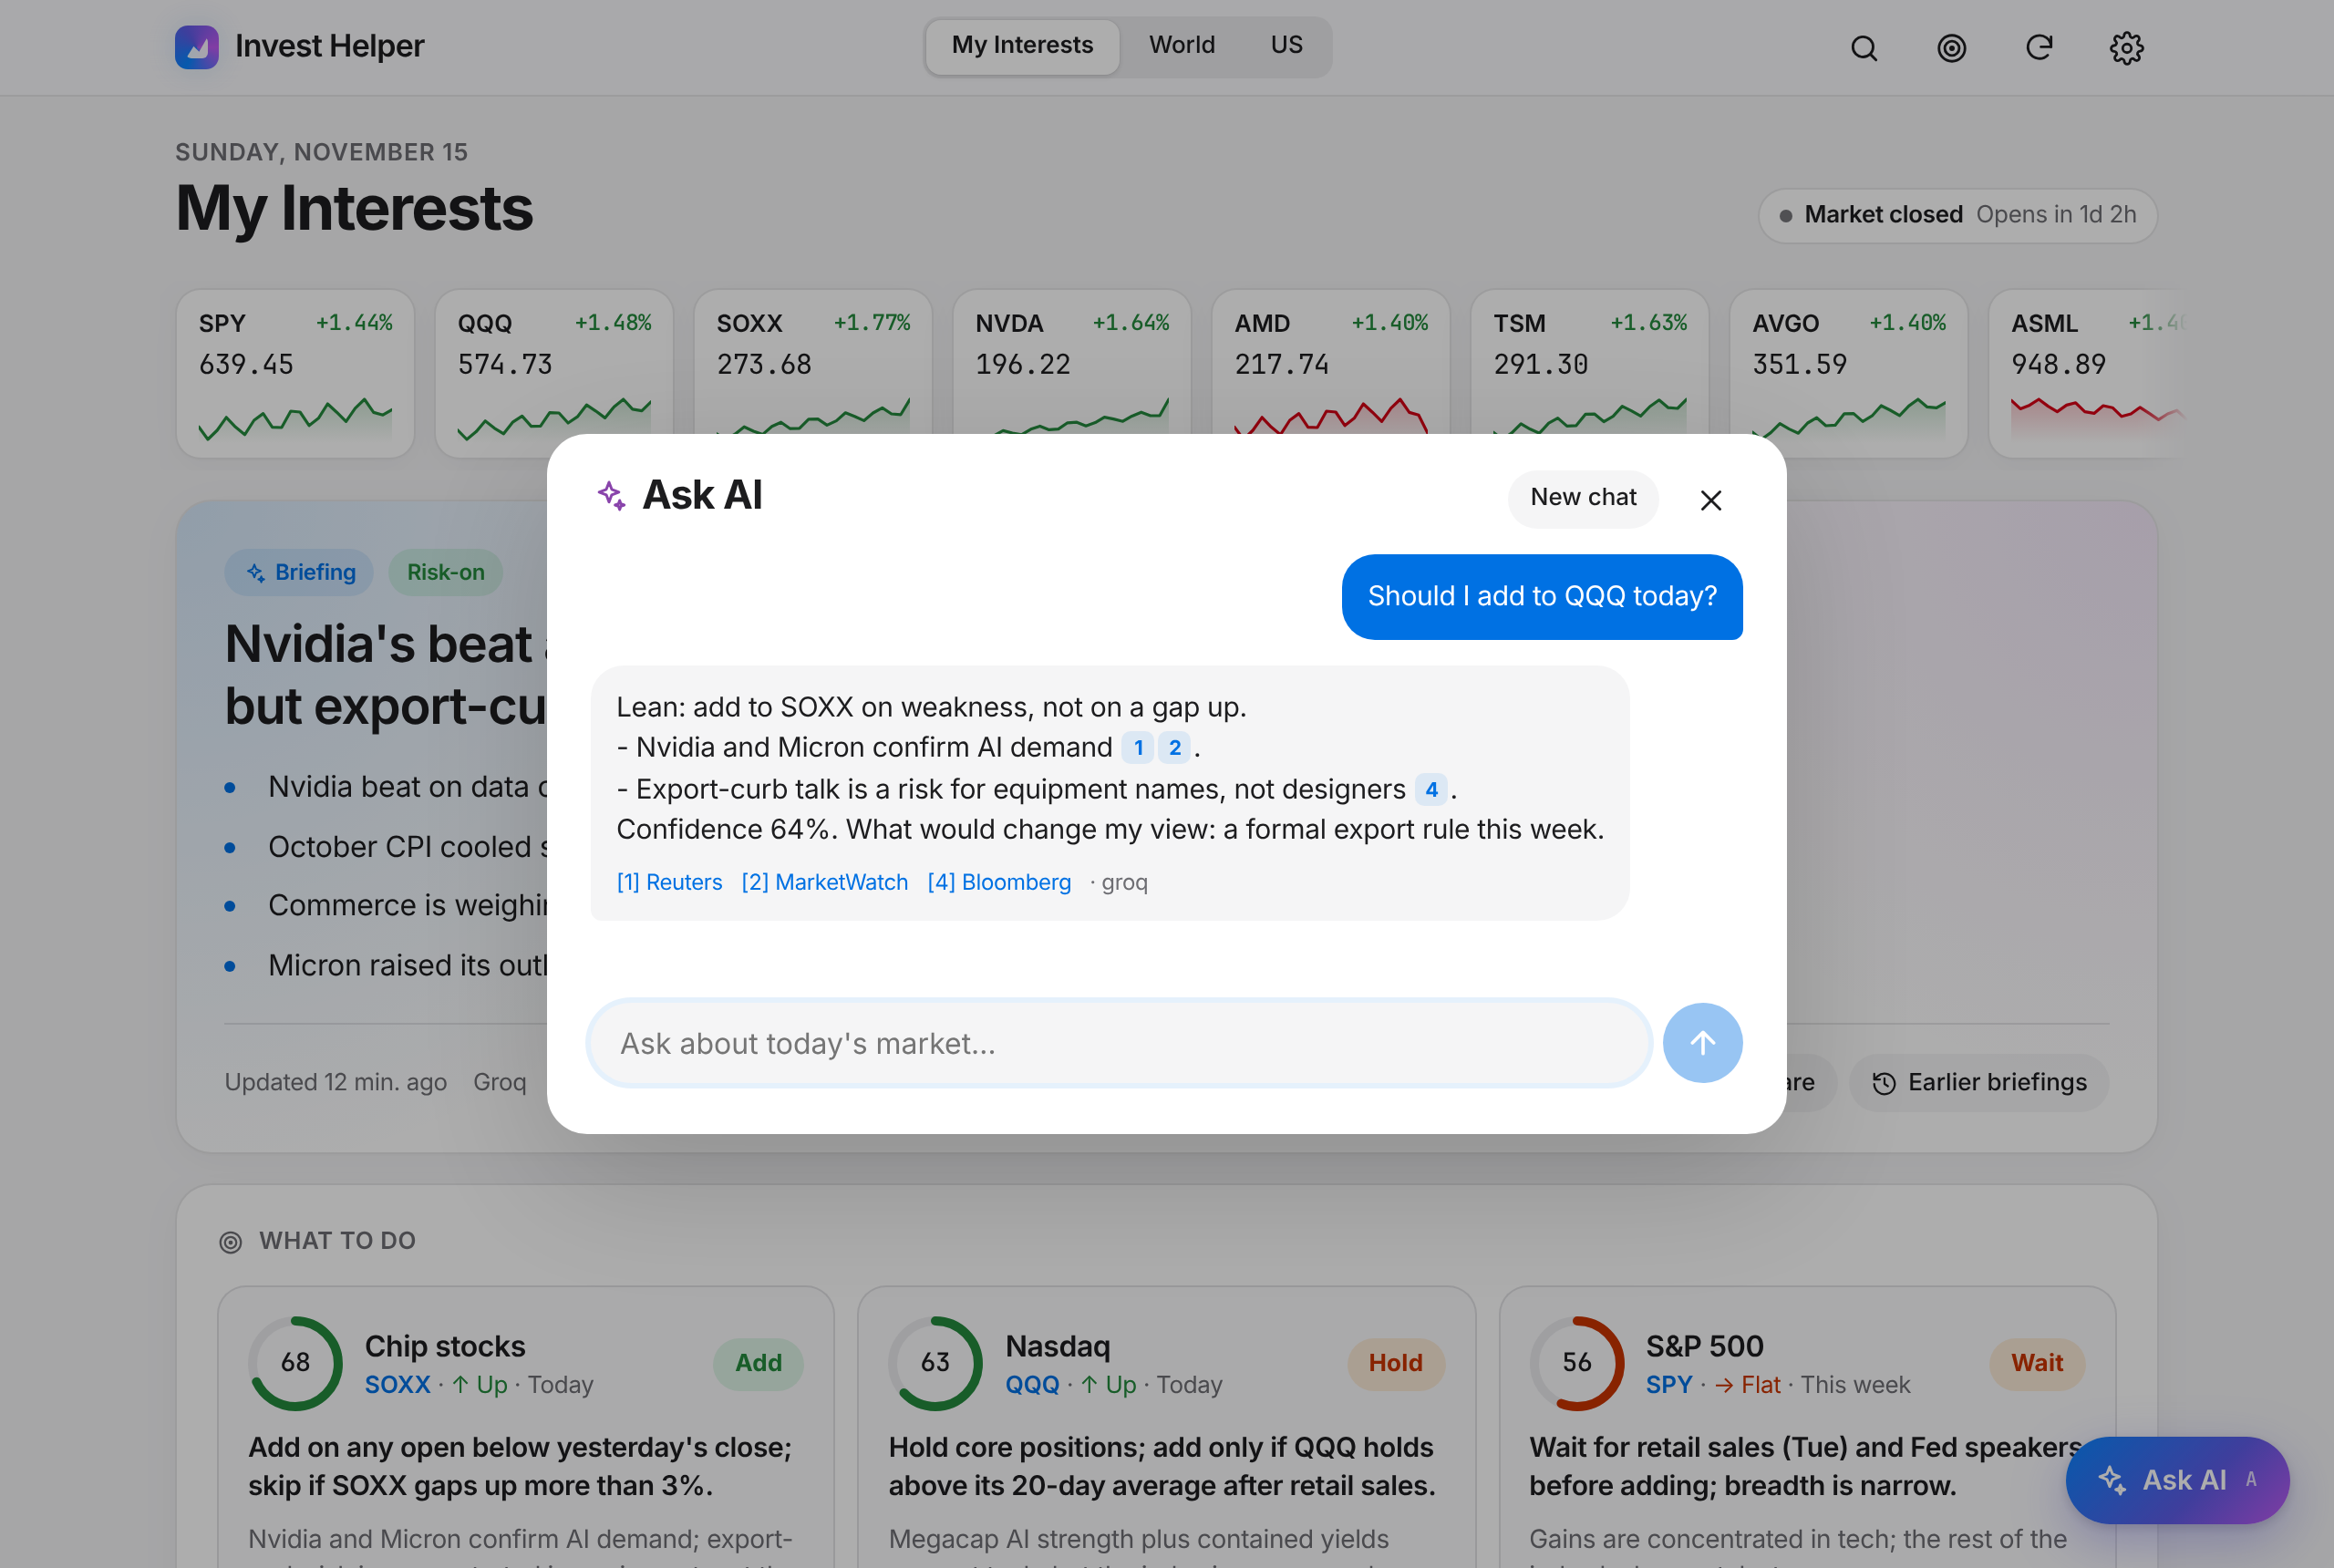 Invest Helper
My Interests
World
US
SUNDAY, NOVEMBER 15
My Interests
Market closed Opens in 1d 2h
SPY +1.44%
639.45
QQQ +1.48%
574.73
SOXX +1.77%
273.68
NVDA +1.64%
196.22
AMD +1.40%
217.74
TSM +1.63%
291.30
AVGO +1.40%
351.59
ASML
948.89
Briefing
Risk-on
Nvidia's beat
but
Nvidia beat on data
October CPI cooled
Commerce is
Micron raised its
Updated 12 min. ago Groq
Earlier briefings
Ask AI
New chat
Should I add to QQQ today?
Lean: add to SOXX on weakness, not on a gap up.
- Nvidia and Micron confirm AI demand 1 2 .
- Export-curb talk is a risk for equipment names, not designers 4 .
Confidence 64%. What would change my view: a formal export rule this week.
[1] Reuters [2] MarketWatch [4] Bloomberg · groq
Ask about today's market...
WHAT TO DO
68
Chip stocks
SOXX · ↑ Up · Today
Add
Add on any open below yesterday's close;
skip if SOXX gaps up more than 3%.
Nvidia and Micron confirm AI demand; export-
63
Nasdaq
QQQ · ↑ Up · Today
Hold
Hold core positions; add only if QQQ holds
above its 20-day average after retail sales.
Megacap AI strength plus contained yields
56
S&P 500
SPY · → Flat · This week
Wait
Wait for retail sales (Tue) and Fed speakers
before adding; breadth is narrow.
Gains are concentrated in tech; the rest of the
Ask AI A